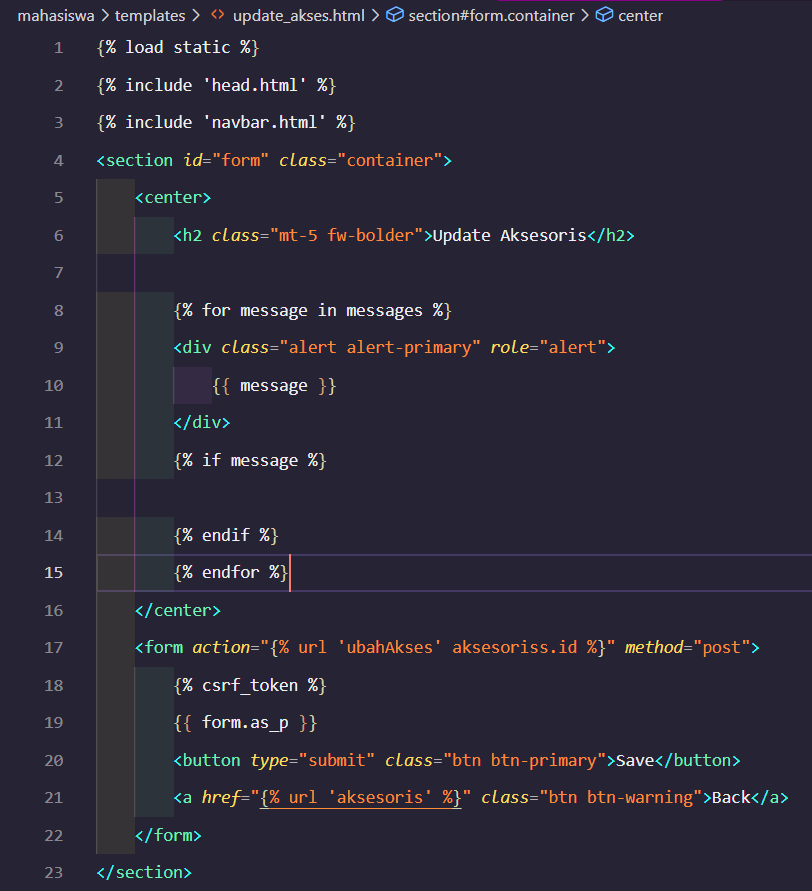 mahasiswa > templates > <> update_akses.html > section#form.container > center
1 {% load static %}
2 {% include 'head.html' %}
3 {% include 'navbar.html' %}
4 <section id="form" class="container">
5 <center>
6 <h2 class="mt-5 fw-bolder">Update Aksesoris</h2>
7
8 {% for message in messages %}
9 <div class="alert alert-primary" role="alert">
10 {{ message }}
11 </div>
12 {% if message %}
13
14 {% endif %}
15 {% endfor %}
16 </center>
17 <form action="{% url 'ubahAkses' aksesoriss.id %}" method="post">
18 {% csrf_token %}
19 {{ form.as_p }}
20 <button type="submit" class="btn btn-primary">Save</button>
21 <a href="{% url 'aksesoris' %}" class="btn btn-warning">Back</a>
22 </form>
23 </section>